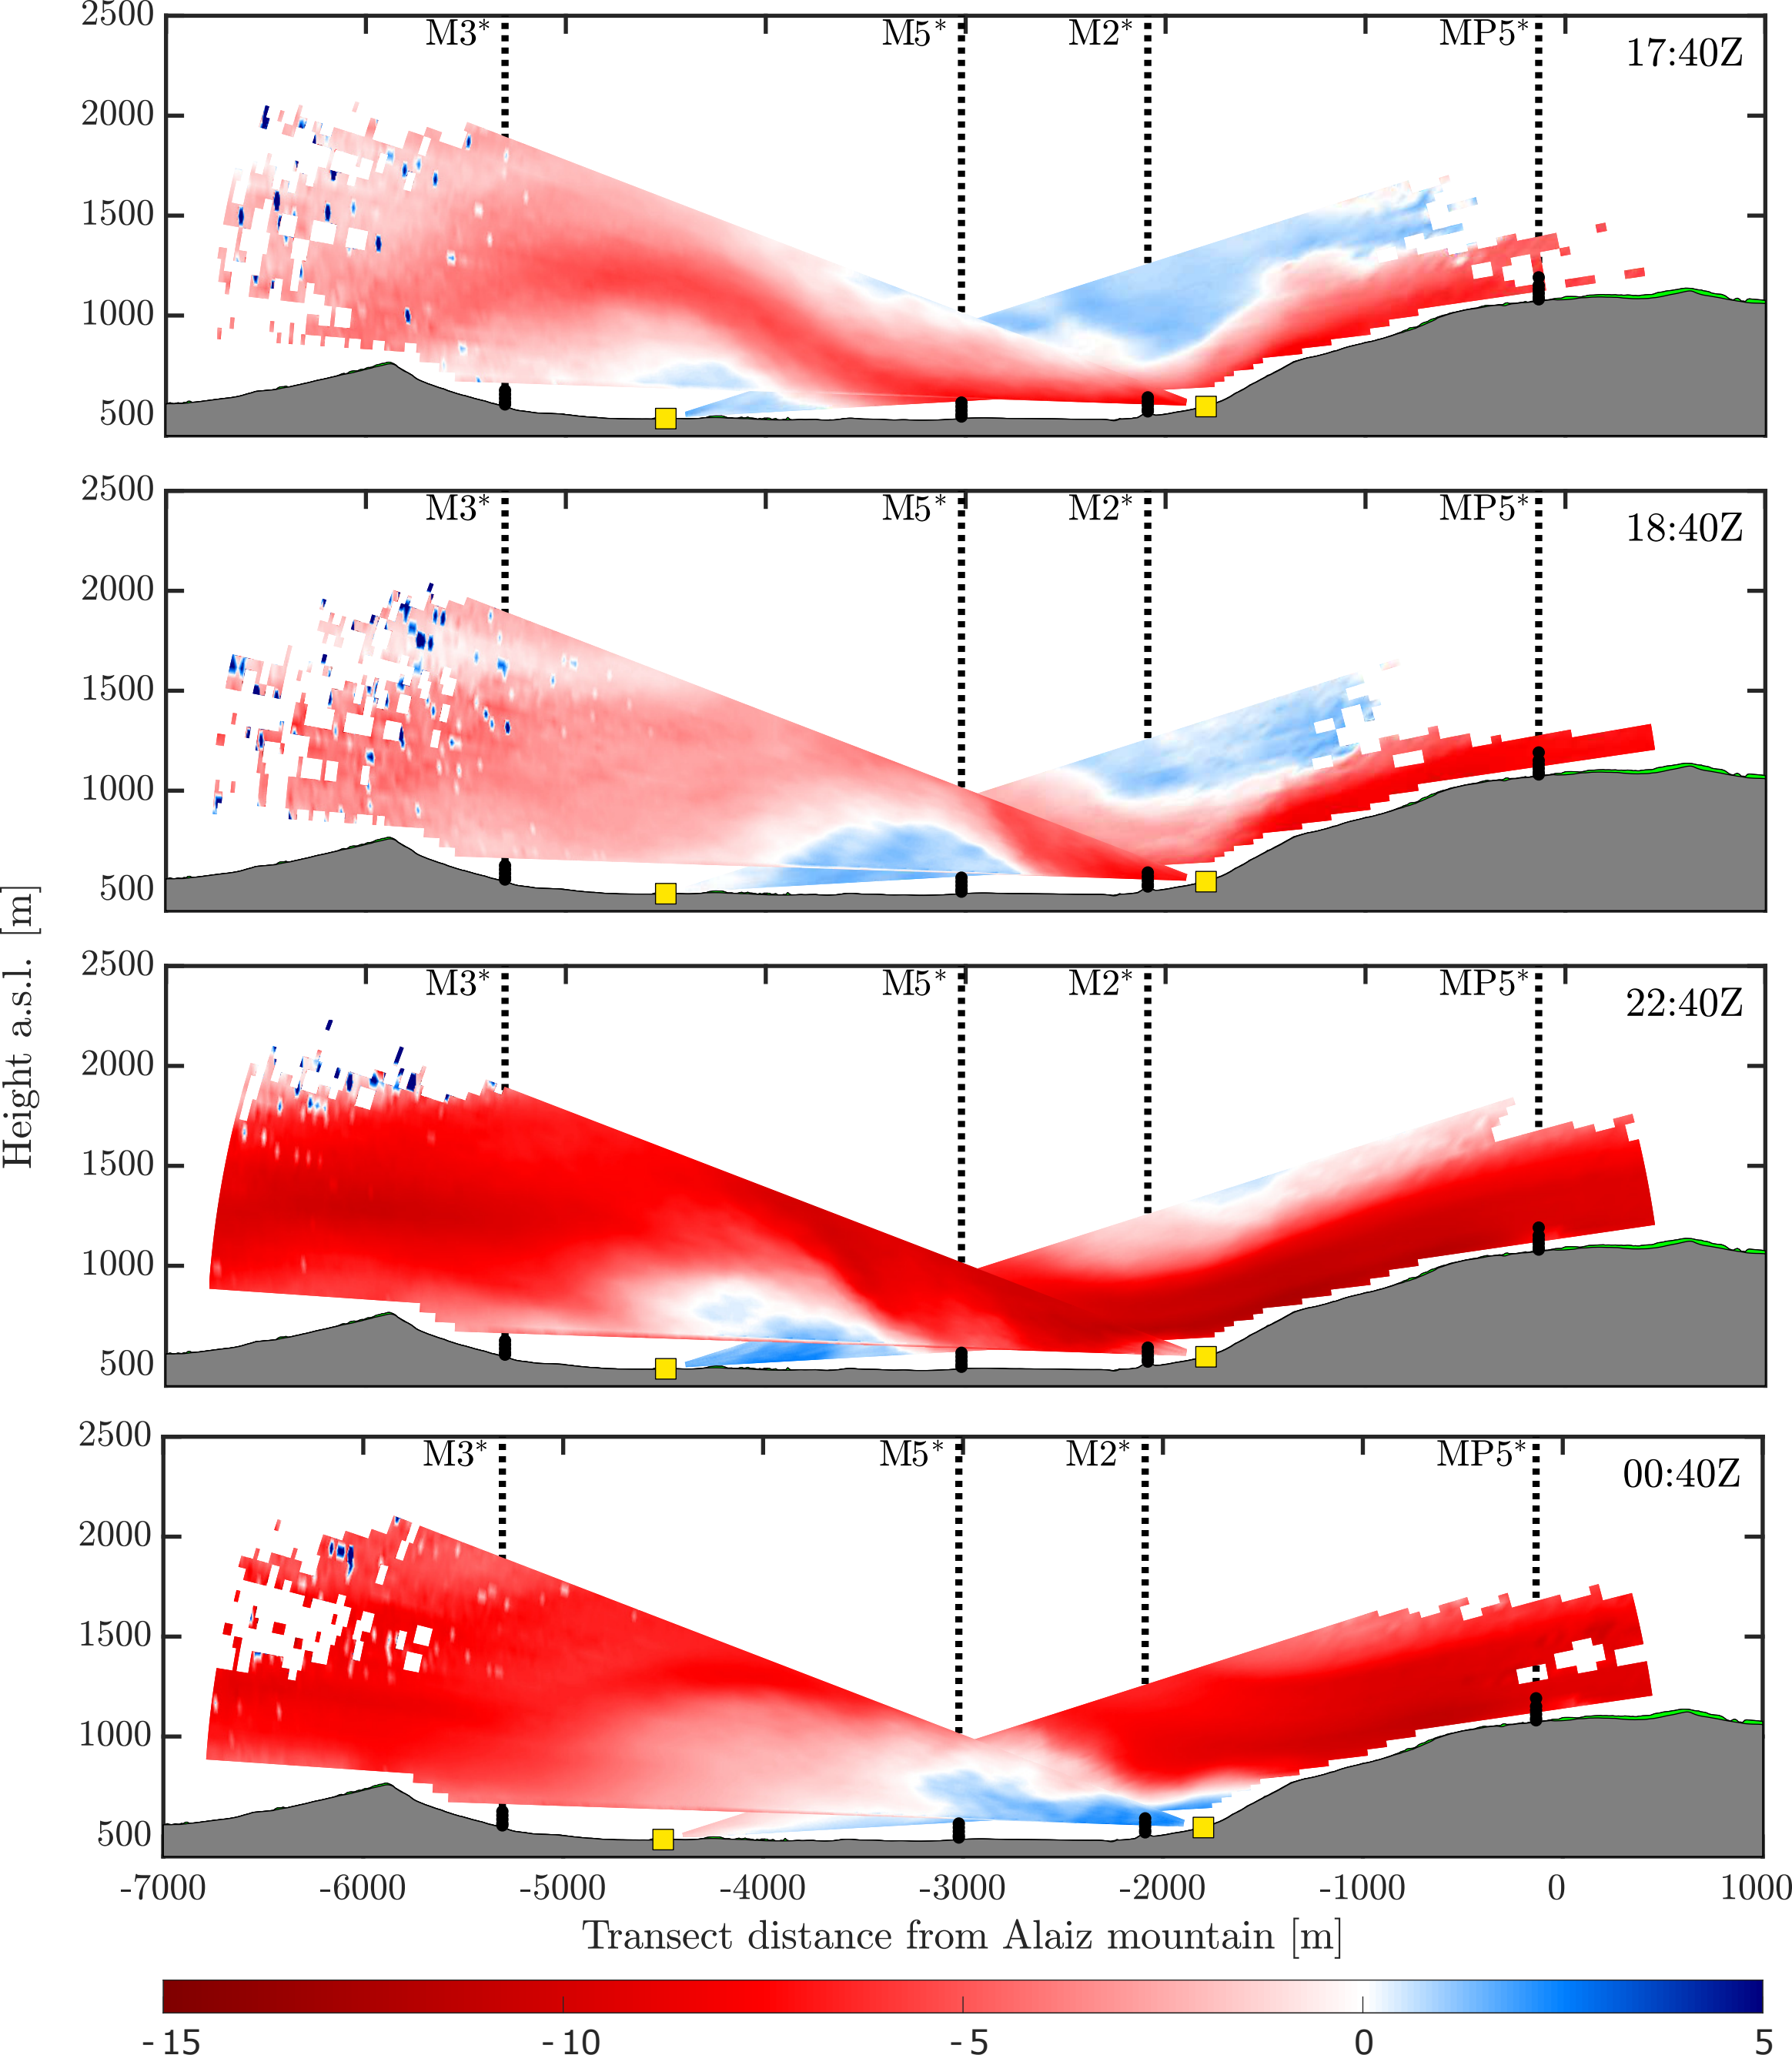 2500
M3* M5* M2* MP5* 17:40Z
2000
1500
1000
500
2500
M3* M5* M2* MP5* 18:40Z
2000
1500
1000
500
Height a.s.l. [m]
2500
M3* M5* M2* MP5* 22:40Z
2000
1500
1000
500
2500
M3* M5* M2* MP5* 00:40Z
2000
1500
1000
500
-7000 -6000 -5000 -4000 -3000 -2000 -1000 0 1000
Transect distance from Alaiz mountain [m]
-15 -10 -5 0 5